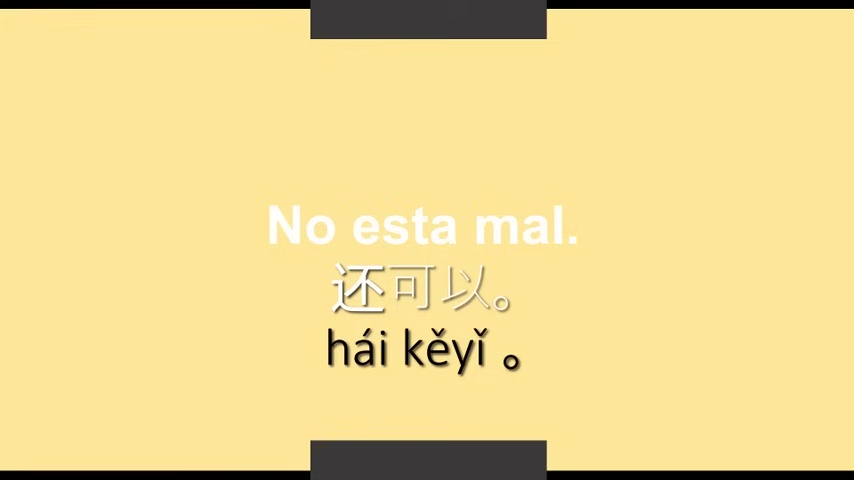 No esta mal.
还可以。
hái kěyǐ 。